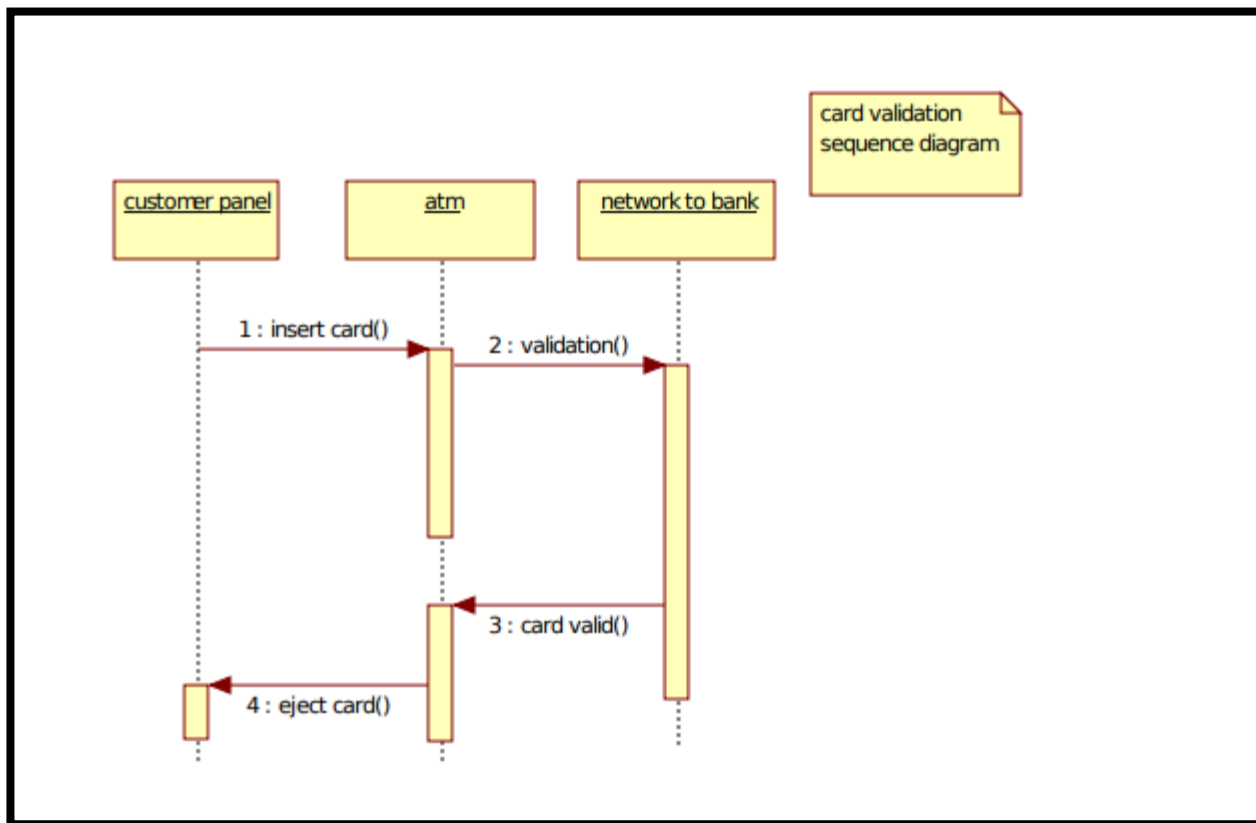 card validation
sequence diagram
customer panel
atm
network to bank
1 : insert card()
2 : validation()
3 : card valid()
4 : eject card()